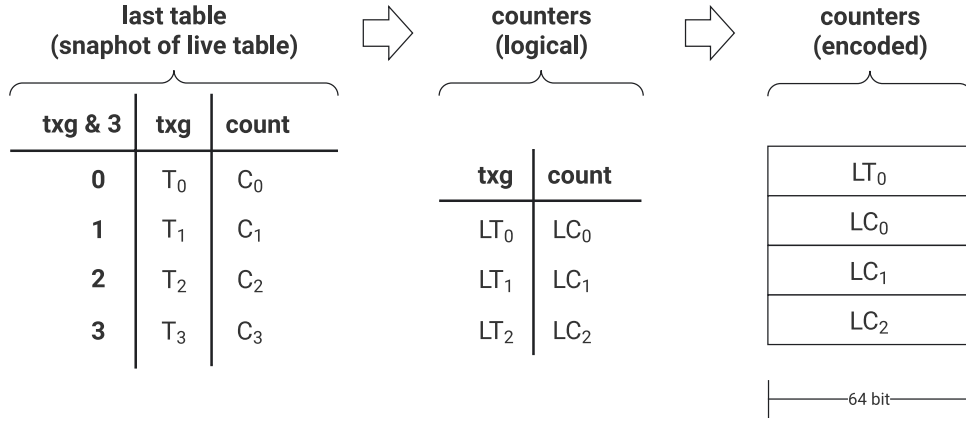 last table
(snaphot of live table)
counters
(logical)
counters
(encoded)
txg & 3 txg count
0 T₀ C₀
1 T₁ C₁
2 T₂ C₂
3 T₃ C₃
txg count
LT₀ LC₀
LT₁ LC₁
LT₂ LC₂
LT₀
LC₀
LC₁
LC₂
64 bit